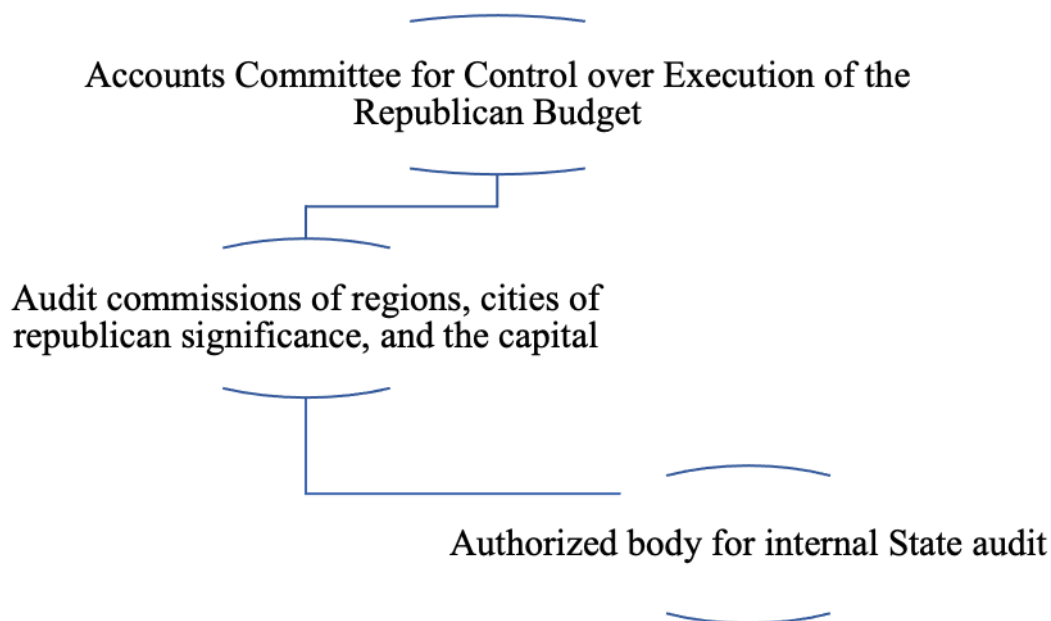 Accounts Committee for Control over Execution of the
Republican Budget
Audit commissions of regions, cities of
republican significance, and the capital
Authorized body for internal State audit